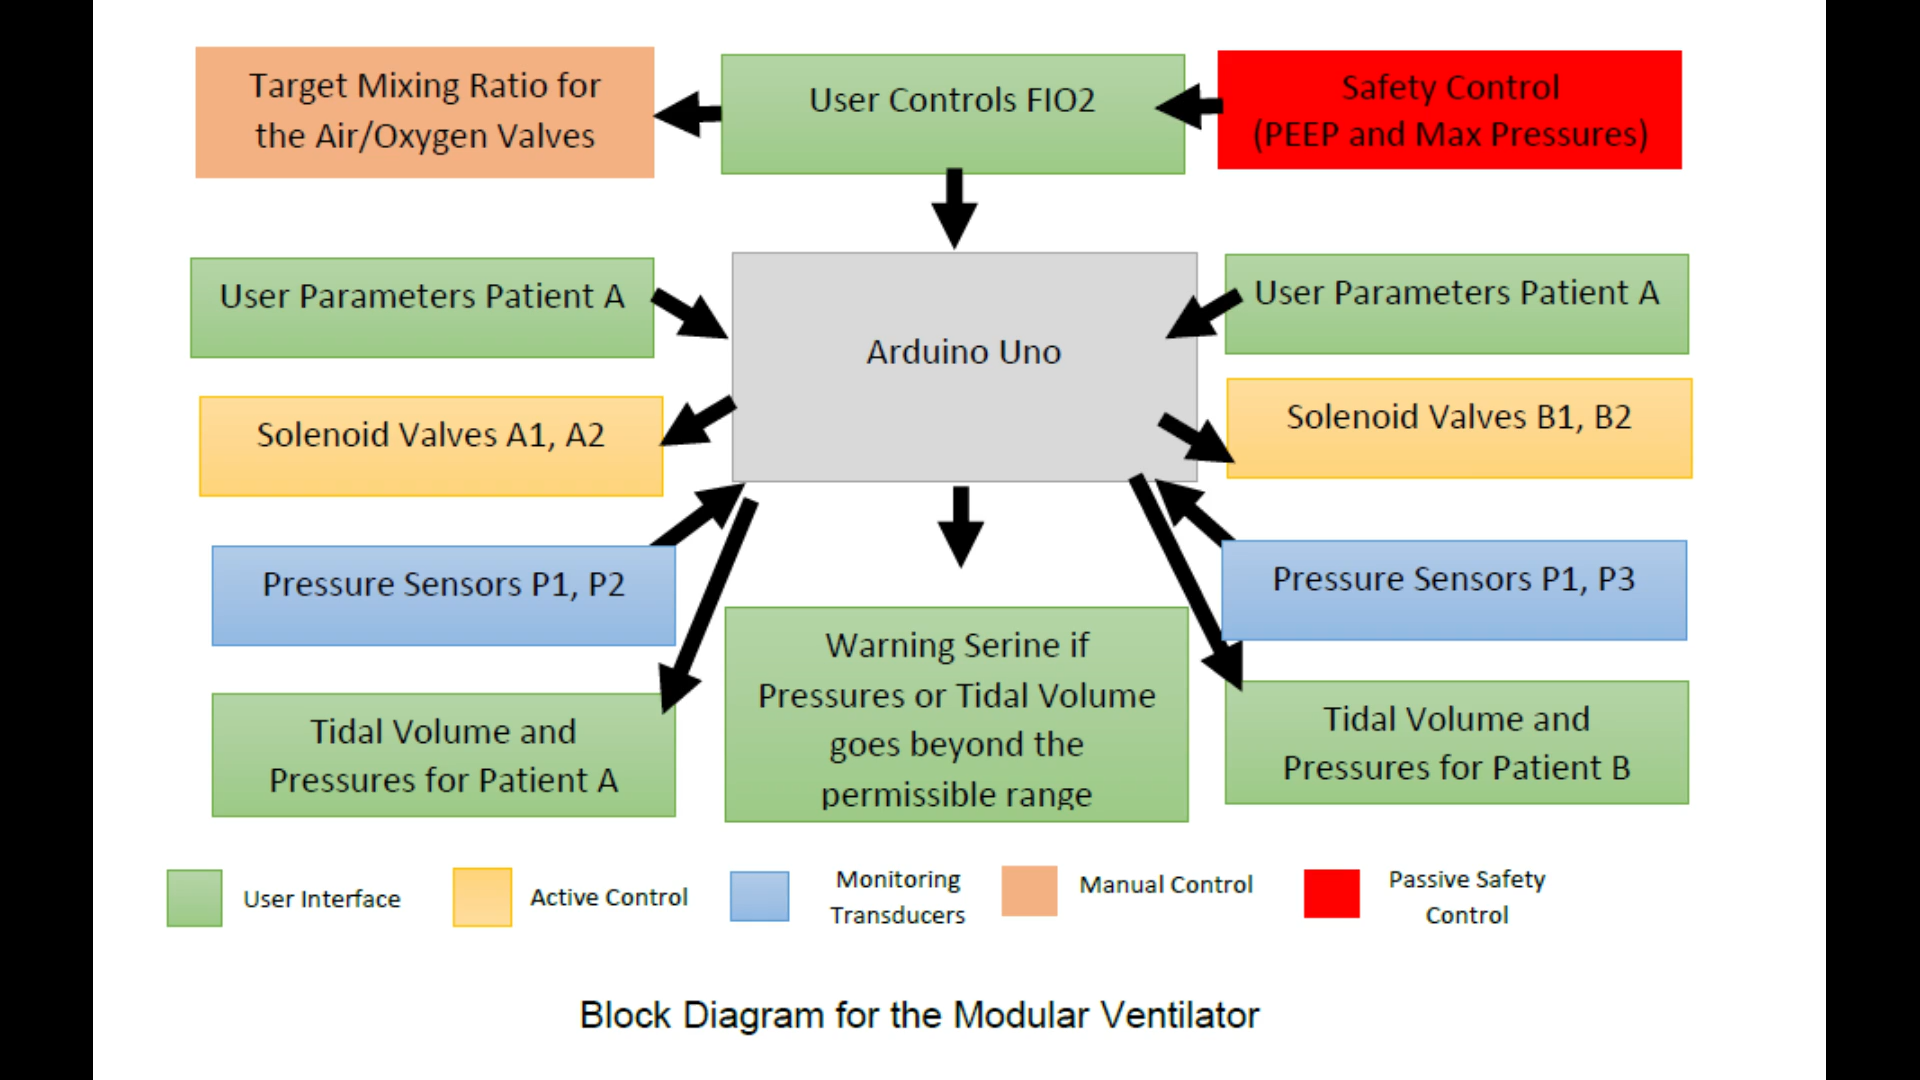 Target Mixing Ratio for
the Air/Oxygen Valves
User Controls FIO2
Safety Control
(PEEP and Max Pressures)
User Parameters Patient A
Arduino Uno
User Parameters Patient A
Solenoid Valves A1, A2
Solenoid Valves B1, B2
Pressure Sensors P1, P2
Pressure Sensors P1, P3
Warning Serine if
Pressures or Tidal Volume
goes beyond the
permissible range
Tidal Volume and
Pressures for Patient A
Tidal Volume and
Pressures for Patient B
User Interface
Active Control
Monitoring
Transducers
Manual Control
Passive Safety
Control
Block Diagram for the Modular Ventilator